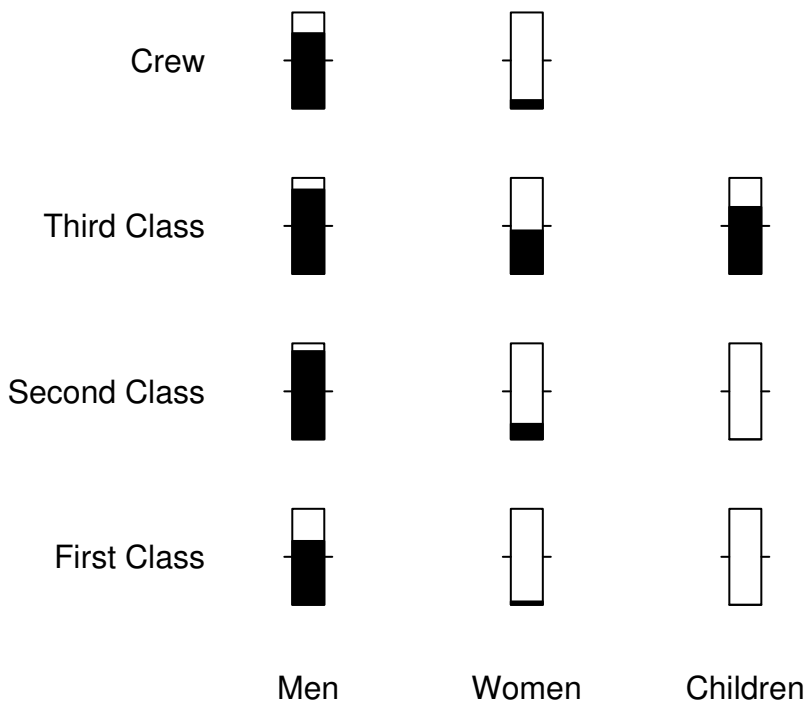 Crew
Third Class
Second Class
First Class
Men Women Children